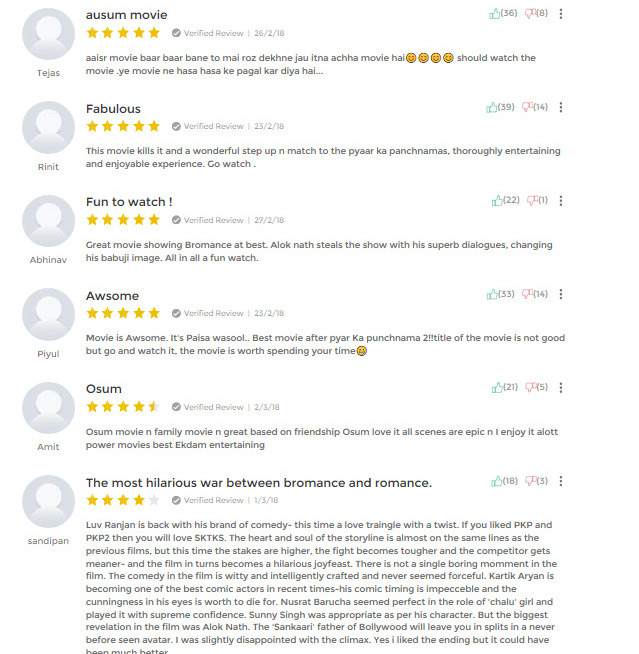 ausum movie
(36) (8)
Verified Review | 26/2/18
Tejas
aaisr movie baar baar bane to mai roz dekhne jau itna achha movie hai😊😊😊😊 should watch the
movie .ye movie ne hasa hasa ke pagal kar diya hai...
Fabulous
(39) (14)
Verified Review | 23/2/18
Rinit
This movie kills it and a wonderful step up n match to the pyaar ka panchnamas, thoroughly entertaining
and enjoyable experience. Go watch .
Fun to watch !
(22) (1)
Verified Review | 27/2/18
Abhinav
Great movie showing Bromance at best. Alok nath steals the show with his superb dialogues, changing
his babuji image. All in all a fun watch.
Awsome
(33) (14)
Verified Review | 23/2/18
Piyul
Movie is Awsome. It's Paisa wasool.. Best movie after pyar Ka punchnama 2!!title of the movie is not good
but go and watch it, the movie is worth spending your time😊
Osum
(21) (5)
Verified Review | 2/3/18
Amit
Osum movie n family movie n great based on friendship Osum love it all scenes are epic n I enjoy it alott
power movies best Ekdam entertaining
The most hilarious war between bromance and romance.
(18) (3)
Verified Review | 1/3/18
sandipan
Luv Ranjan is back with his brand of comedy- this time a love traingle with a twist. If you liked PKP and
PKP2 then you will love SKTKS. The heart and soul of the storyline is almost on the same lines as the
previous films, but this time the stakes are higher, the fight becomes tougher and the competitor gets
meaner- and the film in turns becomes a hilarious joyfeast. There is not a single boring momment in the
film. The comedy in the film is witty and intelligently crafted and never seemed forceful. Kartik Aryan is
becoming one of the best comic actors in recent times-his comic timing is impecceble and the
cunningness in his eyes is worth to die for. Nusrat Barucha seemed perfect in the role of 'chalu' girl and
played it with supreme confidence. Sunny Singh was appropriate as per his character. But the biggest
revelation in the film was Alok Nath. The 'Sankaari' father of Bollywood will leave you in splits in a never
before seen avatar. I was slightly disappointed with the climax. Yes i liked the ending but it could have
been much better